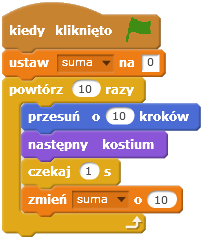 kiedy kliknięto
ustaw suma na 0
powtórz 10 razy
przesuń o 10 kroków
następny kostium
czekaj 1 s
zmień suma o 10